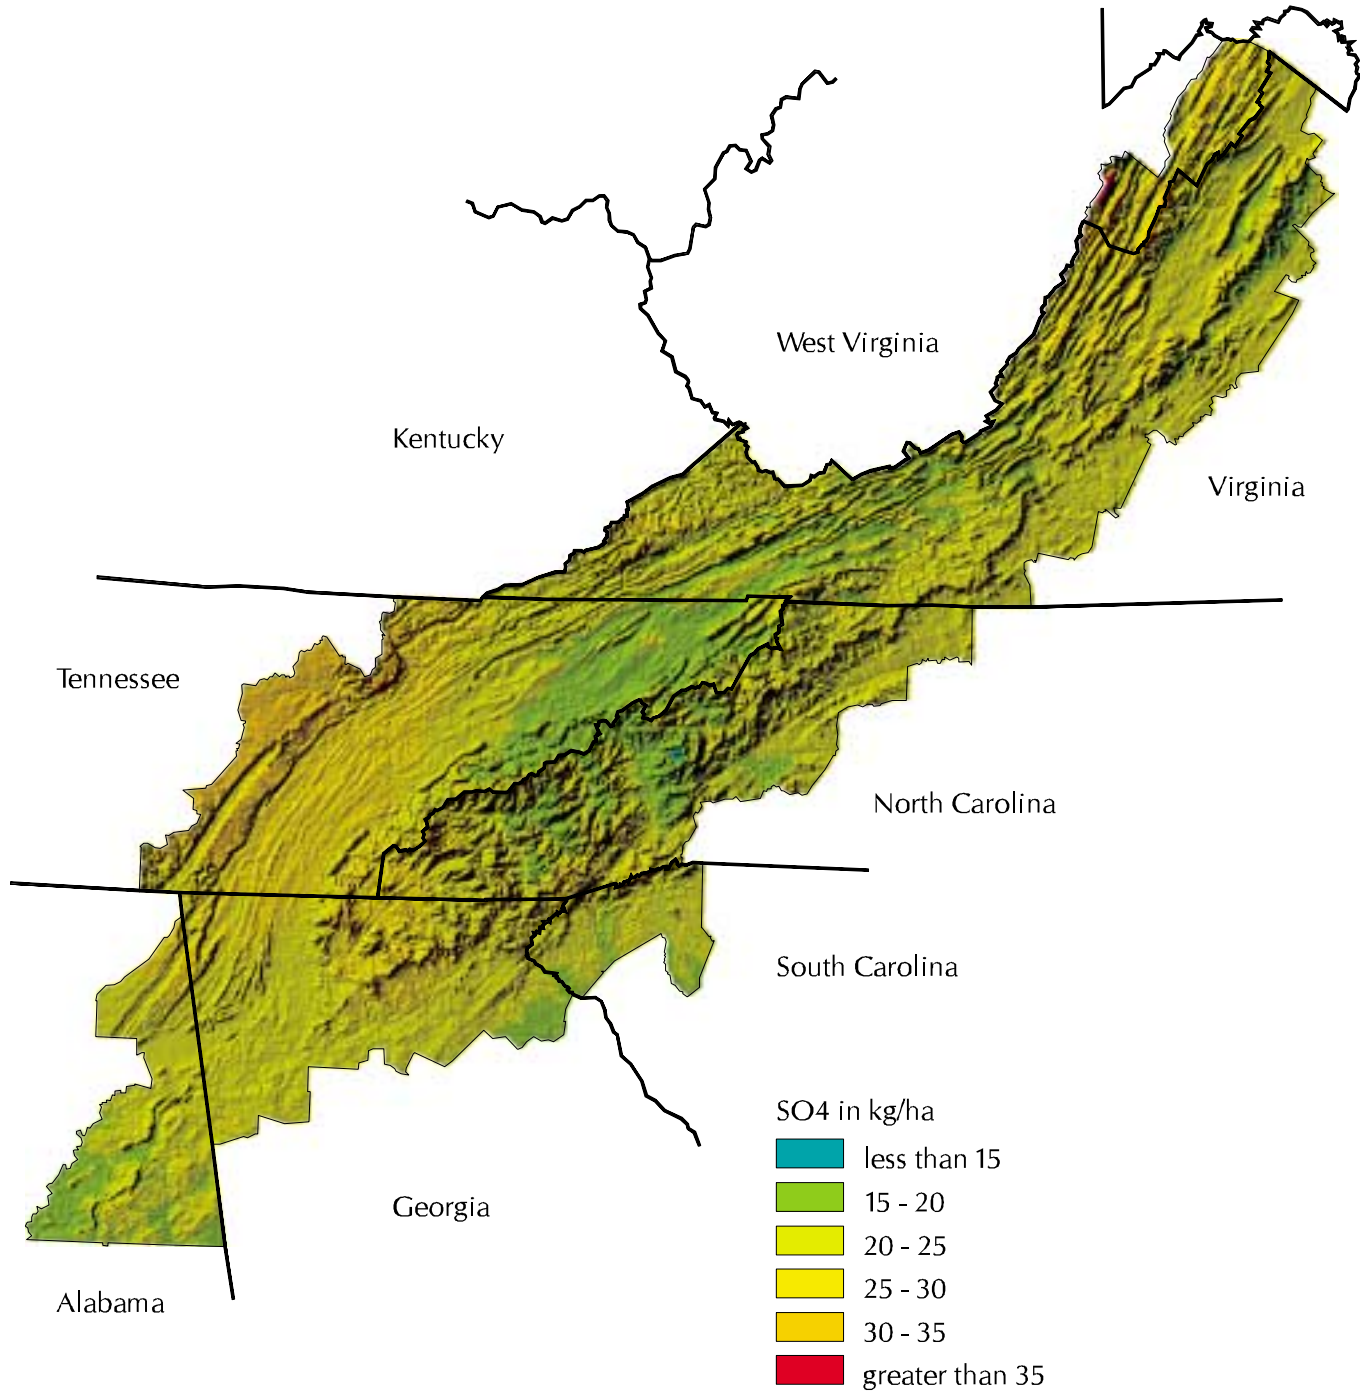 West Virginia
Kentucky
Virginia
Tennessee
North Carolina
South Carolina
Georgia
Alabama
SO4 in kg/ha
less than 15
15 - 20
20 - 25
25 - 30
30 - 35
greater than 35